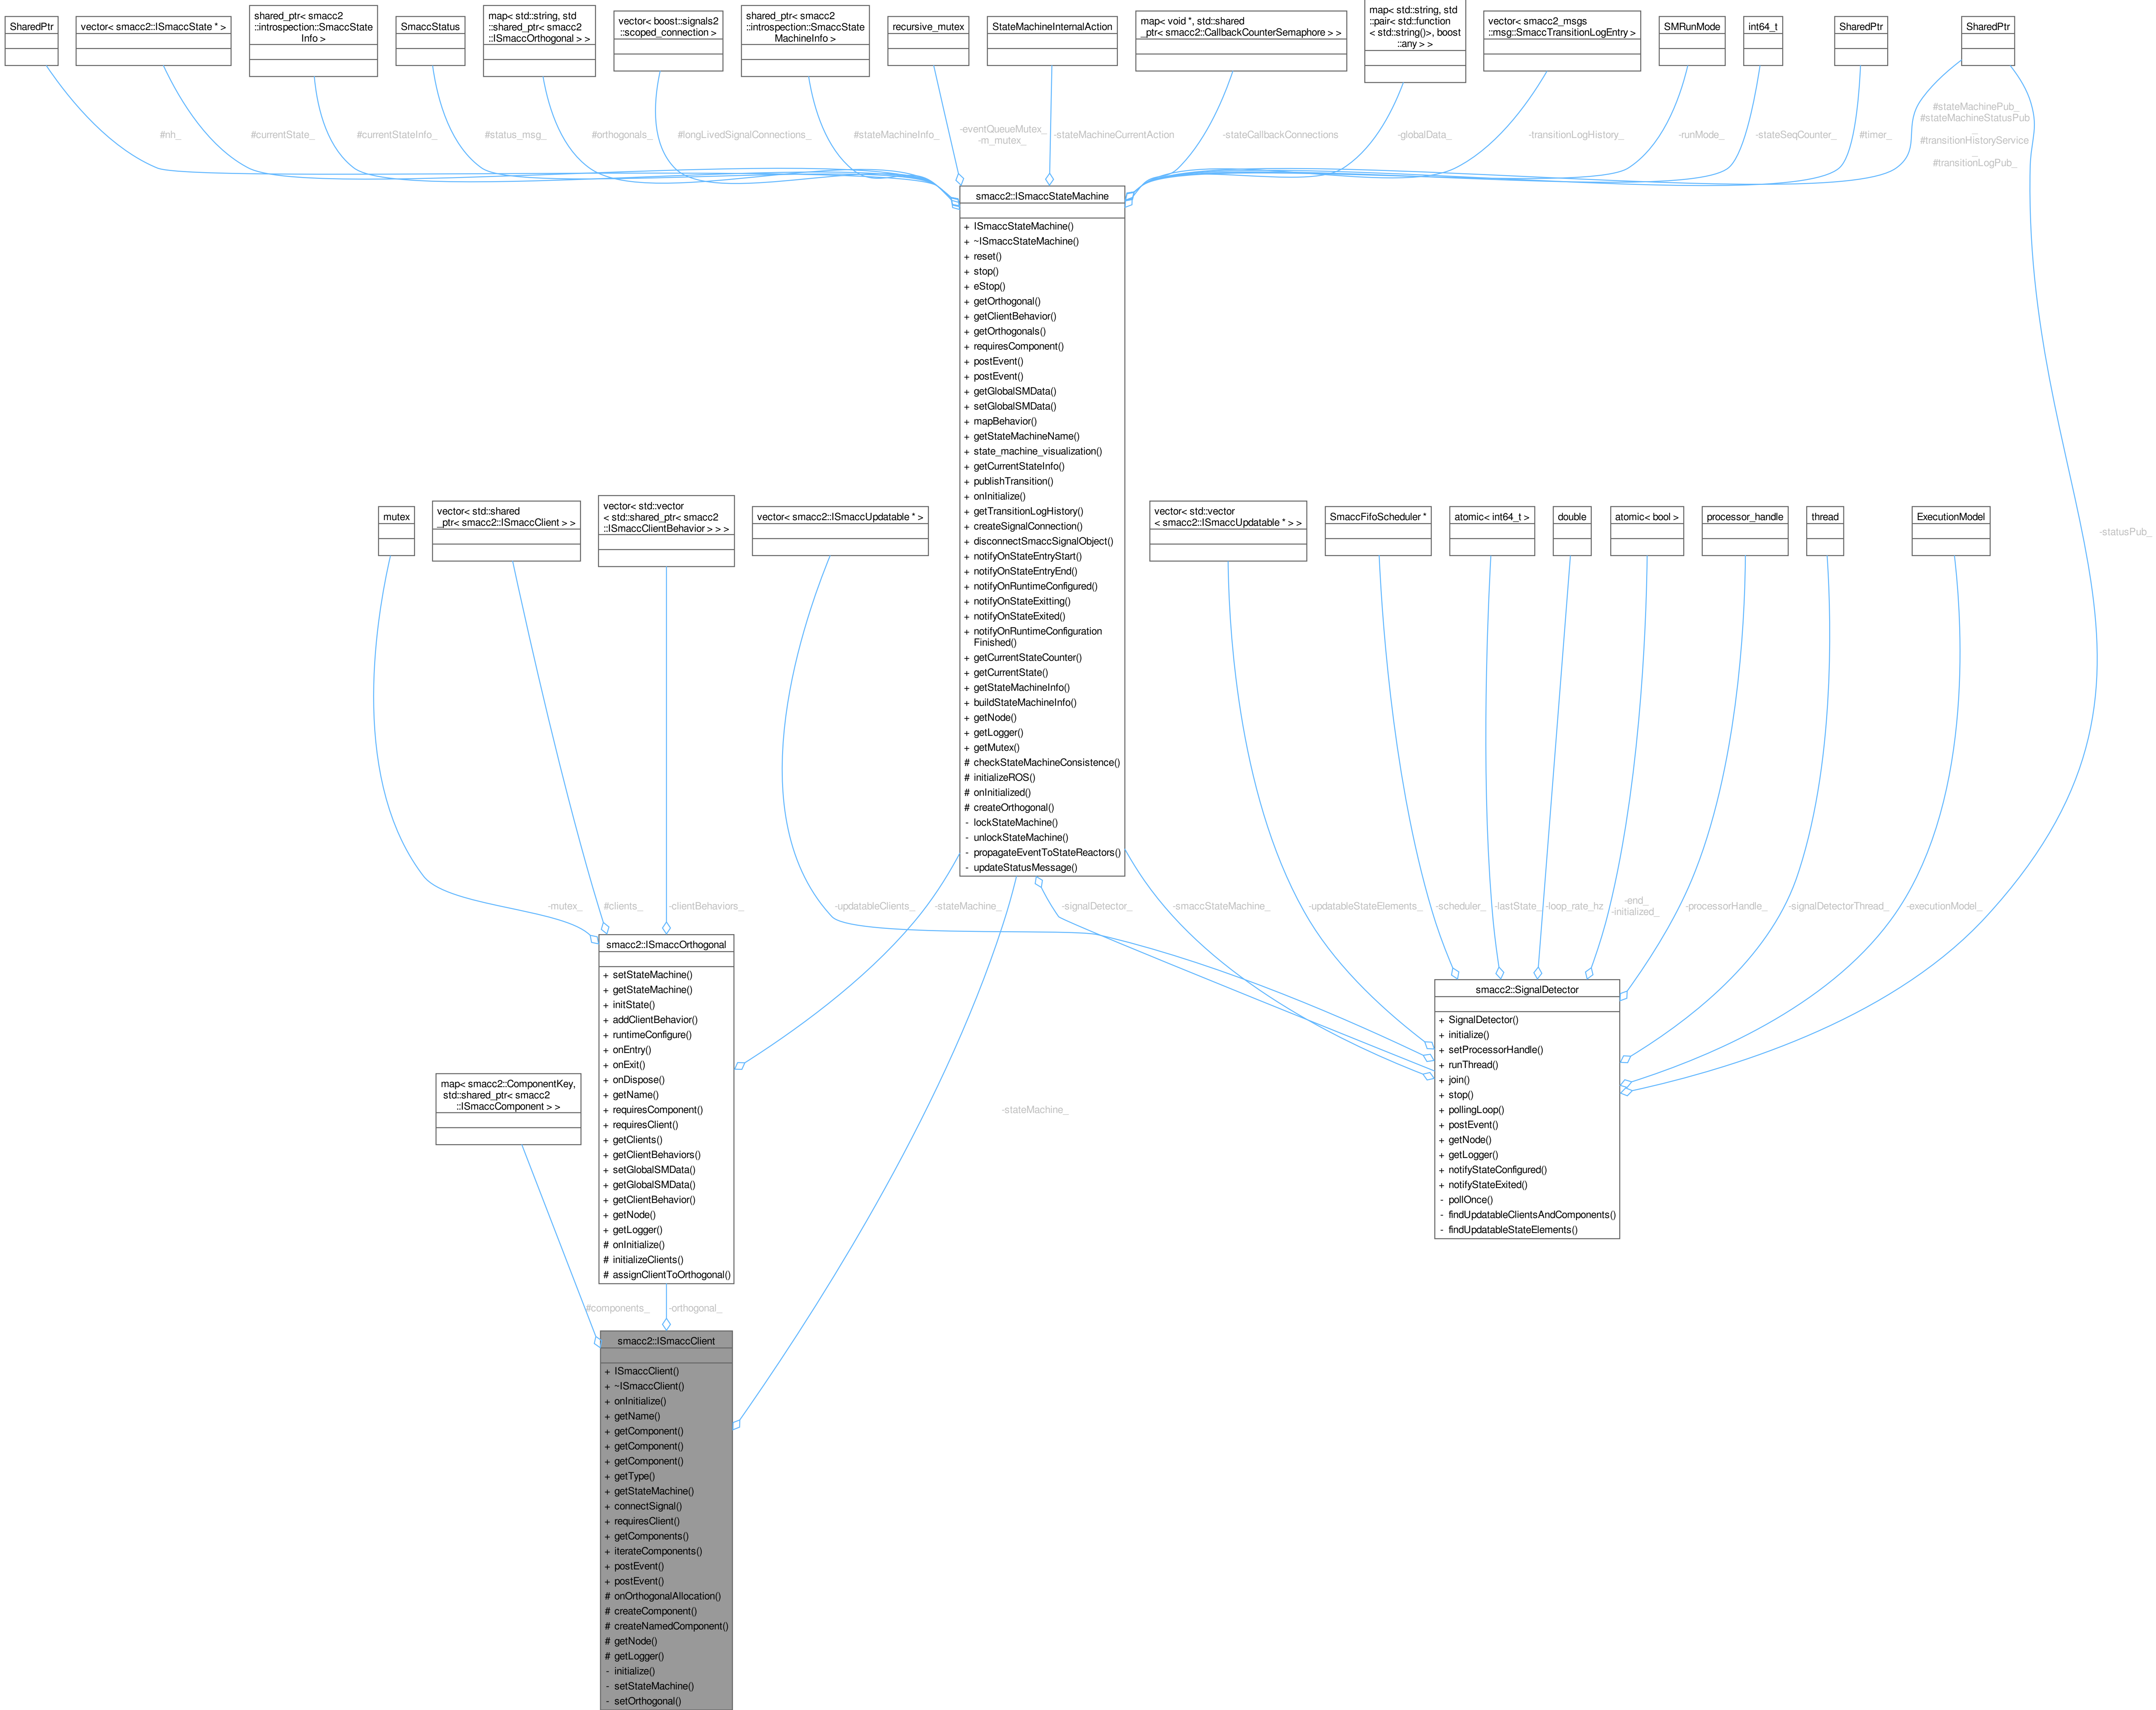 SharedPtr
vector< smacc2::ISmaccState * >
shared_ptr< smacc2
::introspection::SmaccState
Info >
SmaccStatus
map< std::string, std
::shared_ptr< smacc2
::ISmaccOrthogonal > >
vector< boost::signals2
::scoped_connection >
shared_ptr< smacc2
::introspection::SmaccState
MachineInfo >
recursive_mutex
StateMachineInternalAction
map< void *, std::shared
_ptr< smacc2::CallbackCounterSemaphore > >
map< std::string, std
::pair< std::function
< std::string()>, boost
::any > >
vector< smacc2_msgs
::msg::SmaccTransitionLogEntry >
SMRunMode
int64_t
SharedPtr
SharedPtr
#nh_
#currentState_
#currentStateInfo_
#status_msg_
#orthogonals_
#longLivedSignalConnections_
#stateMachineInfo_
-eventQueueMutex_
-m_mutex_
-stateMachineCurrentAction
-stateCallbackConnections
-globalData_
-transitionLogHistory_
-runMode_
-stateSeqCounter_
#timer_
#stateMachinePub_
#stateMachineStatusPub
_
#transitionHistoryService
_
#transitionLogPub_
smacc2::ISmaccStateMachine
+ ISmaccStateMachine()
+ ~ISmaccStateMachine()
+ reset()
+ stop()
+ eStop()
+ getOrthogonal()
+ getClientBehavior()
+ getOrthogonals()
+ requiresComponent()
+ postEvent()
+ postEvent()
+ getGlobalSMData()
+ setGlobalSMData()
+ mapBehavior()
+ getStateMachineName()
+ state_machine_visualization()
+ getCurrentStateInfo()
+ publishTransition()
+ onInitialize()
+ getTransitionLogHistory()
+ createSignalConnection()
+ disconnectSmaccSignalObject()
+ notifyOnStateEntryStart()
+ notifyOnStateEntryEnd()
+ notifyOnRuntimeConfigured()
+ notifyOnStateExitting()
+ notifyOnStateExited()
+ notifyOnRuntimeConfiguration
Finished()
+ getCurrentStateCounter()
+ getCurrentState()
+ getStateMachineInfo()
+ buildStateMachineInfo()
+ getNode()
+ getLogger()
+ getMutex()
# checkStateMachineConsistence()
# initializeROS()
# onInitialized()
# createOrthogonal()
- lockStateMachine()
- unlockStateMachine()
- propagateEventToStateReactors()
- updateStatusMessage()
mutex
vector< std::shared
_ptr< smacc2::ISmaccClient > >
vector< std::vector
< std::shared_ptr< smacc2
::ISmaccClientBehavior > > >
vector< smacc2::ISmaccUpdatable * >
vector< std::vector
< smacc2::ISmaccUpdatable * > >
SmaccFifoScheduler *
atomic< int64_t >
double
atomic< bool >
processor_handle
thread
ExecutionModel
-statusPub_
-mutex_
#clients_
-clientBehaviors_
-updatableClients_
-stateMachine_
-signalDetector_
-smaccStateMachine_
-updatableStateElements_
-scheduler_
-lastState_
-loop_rate_hz
-end_
-initialized_
-processorHandle_
-signalDetectorThread_
-executionModel_
smacc2::ISmaccOrthogonal
+ setStateMachine()
+ getStateMachine()
+ initState()
+ addClientBehavior()
+ runtimeConfigure()
+ onEntry()
+ onExit()
+ onDispose()
+ getName()
+ requiresComponent()
+ requiresClient()
+ getClients()
+ getClientBehaviors()
+ setGlobalSMData()
+ getGlobalSMData()
+ getClientBehavior()
+ getNode()
+ getLogger()
# onInitialize()
# initializeClients()
# assignClientToOrthogonal()
smacc2::SignalDetector
+ SignalDetector()
+ initialize()
+ setProcessorHandle()
+ runThread()
+ join()
+ stop()
+ pollingLoop()
+ postEvent()
+ getNode()
+ getLogger()
+ notifyStateConfigured()
+ notifyStateExited()
- pollOnce()
- findUpdatableClientsAndComponents()
- findUpdatableStateElements()
map< smacc2::ComponentKey,
std::shared_ptr< smacc2
::ISmaccComponent > >
-stateMachine_
#components_
-orthogonal_
smacc2::ISmaccClient
+ ISmaccClient()
+ ~ISmaccClient()
+ onInitialize()
+ getName()
+ getComponent()
+ getComponent()
+ getComponent()
+ getType()
+ getStateMachine()
+ connectSignal()
+ requiresClient()
+ getComponents()
+ iterateComponents()
+ postEvent()
+ postEvent()
# onOrthogonalAllocation()
# createComponent()
# createNamedComponent()
# getNode()
# getLogger()
- initialize()
- setStateMachine()
- setOrthogonal()